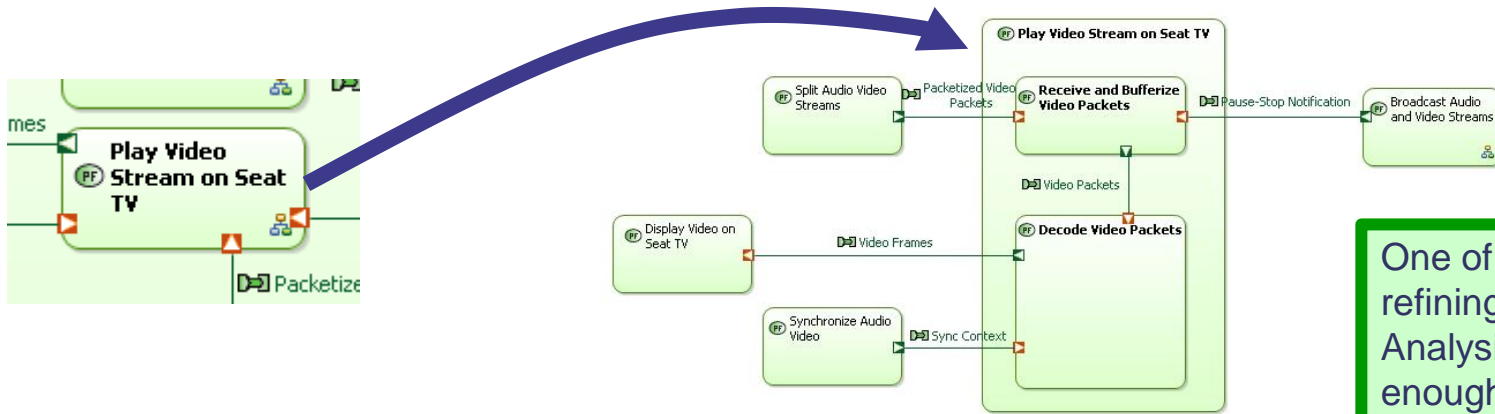 mes
Play Video
Stream on Seat
TV
Packetize
Play Video Stream on Seat TV
Split Audio Video
Streams
Packetized Video
Packets
Receive and Bufferize
Video Packets
Pause-Stop Notification
Broadcast Audio
and Video Streams
Video Packets
Display Video on
Seat TV
Video Frames
Decode Video Packets
Synchronize Audio
Video
Sync Context
One of
refining
Analysi
enough